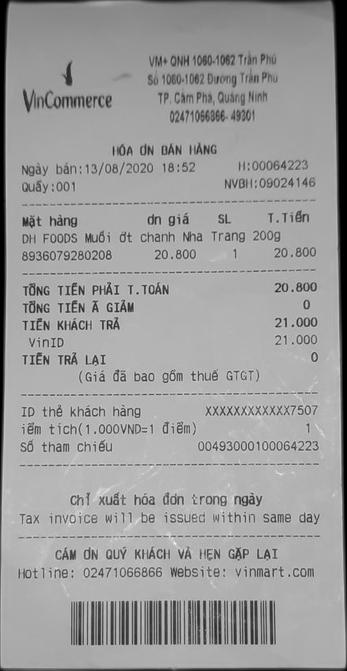 VinCommerce
VM+ QNH 1060-1062 Trần Phú
Số 1060-1062 Đường Trần Phú
TP. Cẩm Phả, Quảng Ninh
02471066866- 49301
HÓA ĐN BÁN HÀNG
Ngày bán:13/08/2020 18:52 H:00064223
Quầy:001 NVBH:09024146
Mặt hàng đn giá SL T.Tiền
DH FOODS Muối ớt chanh Nha Trang 200g
8936079280208 20.800 1 20.800
TỔNG TIỀN PHẢI T.TOÁN 20.800
TỔNG TIỀN Ã GIẢM 0
TIỀN KHÁCH TRẢ 21.000
VinID 21.000
TIỀN TRẢ LẠI 0
(Giá đã bao gồm thuế GTGT)
ID thẻ khách hàng XXXXXXXXXXXX7507
iểm tích(1.000VND=1 điểm) 1
Số tham chiếu 00493000100064223
Chỉ xuất hóa đơn trong ngày
Tax invoice will be issued within same day
CẢM ƠN QUÝ KHÁCH VÀ HẸN GẶP LẠI
Hotline: 02471066866 Website: vinmart.com